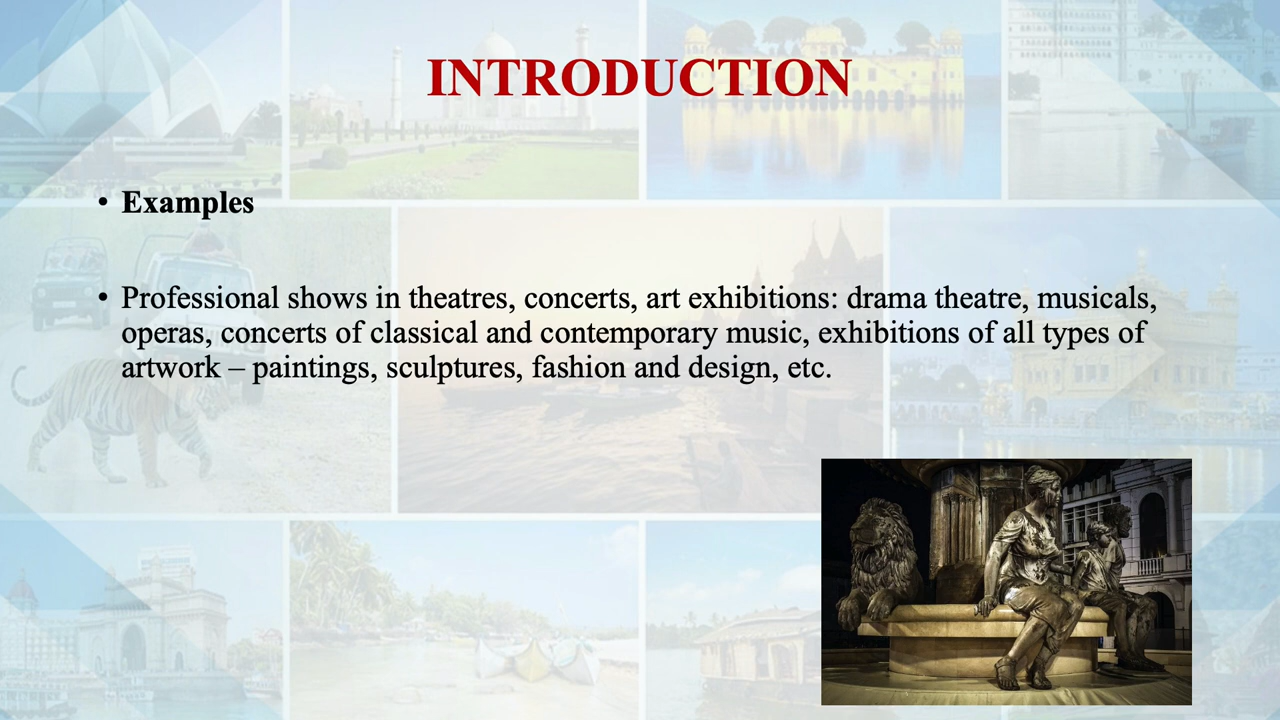 INTRODUCTION
• Examples
• Professional shows in theatres, concerts, art exhibitions: drama theatre, musicals,
operas, concerts of classical and contemporary music, exhibitions of all types of
artwork – paintings, sculptures, fashion and design, etc.